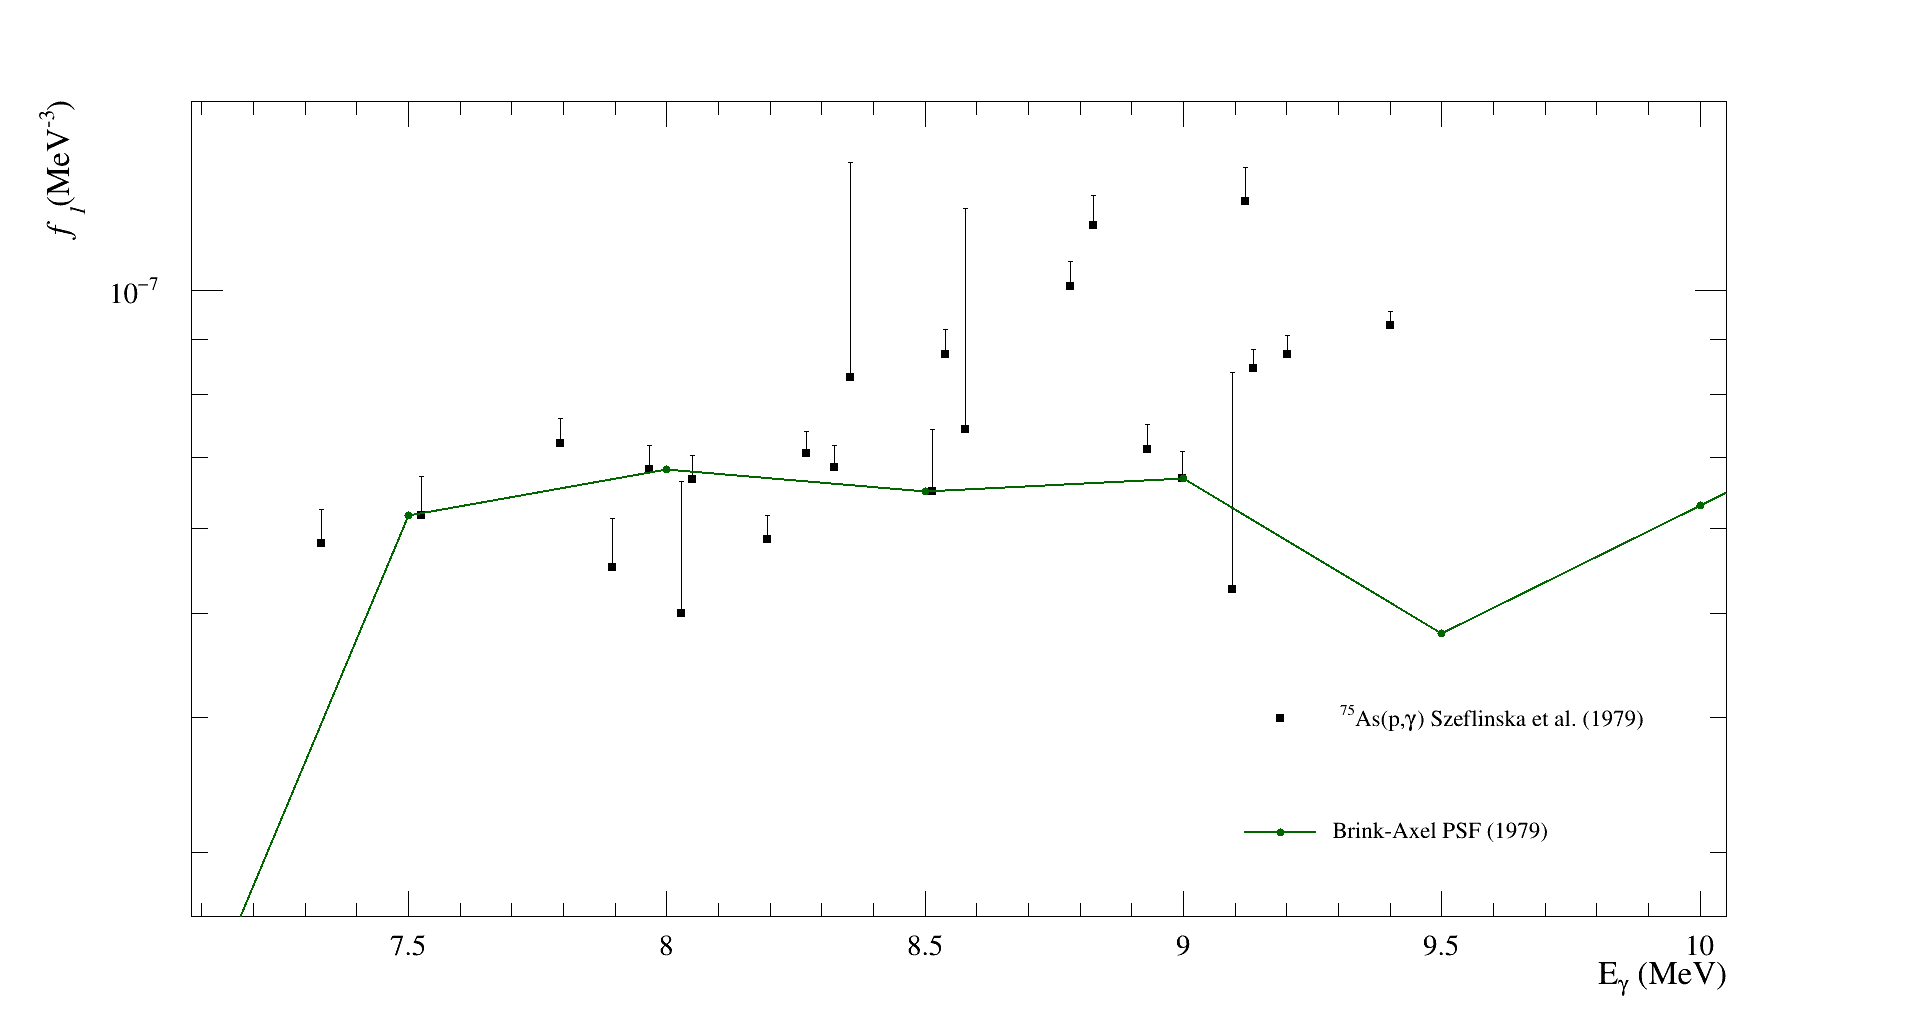 f 1 (MeV-3)
10−7
75As(p,γ) Szeflinska et al. (1979)
Brink-Axel PSF (1979)
7.5 8 8.5 9 9.5 10
Eγ (MeV)